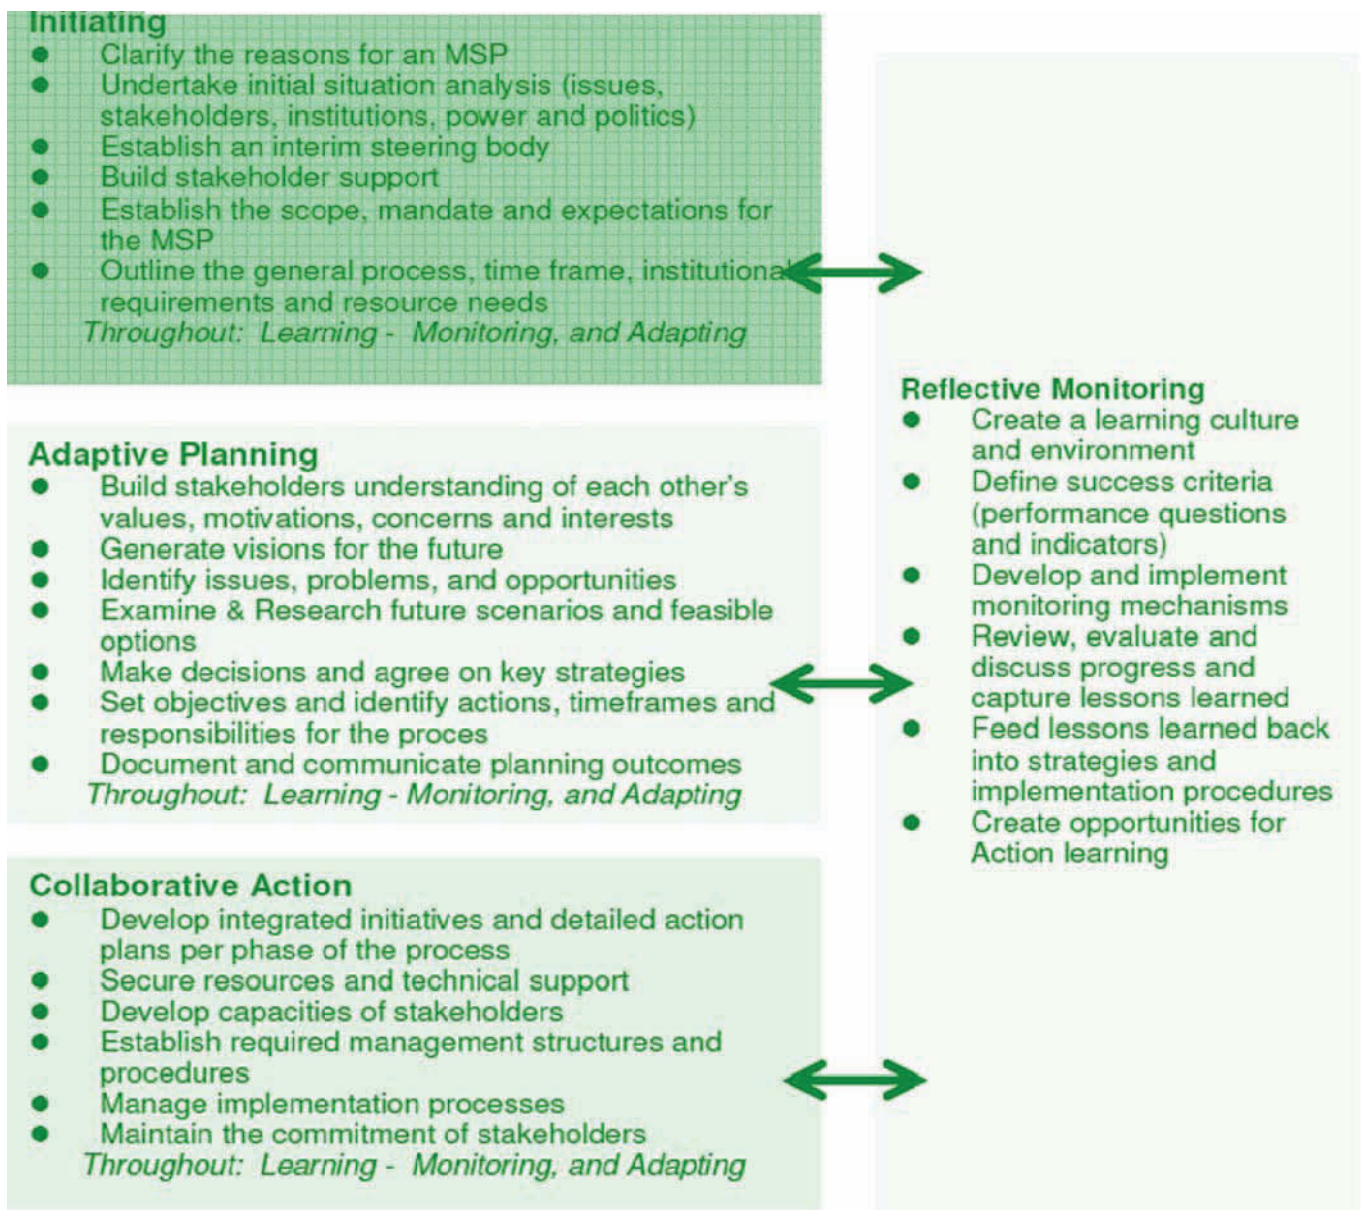 Initiating
● Clarify the reasons for an MSP
● Undertake initial situation analysis (issues,
stakeholders, institutions, power and politics)
● Establish an interim steering body
● Build stakeholder support
● Establish the scope, mandate and expectations for
the MSP
● Outline the general process, time frame, institutional
requirements and resource needs
Throughout: Learning - Monitoring, and Adapting
Adaptive Planning
● Build stakeholders understanding of each other's
values, motivations, concerns and interests
● Generate visions for the future
● Identify issues, problems, and opportunities
● Examine & Research future scenarios and feasible
options
● Make decisions and agree on key strategies
● Set objectives and identify actions, timeframes and
responsibilities for the proces
● Document and communicate planning outcomes
Throughout: Learning - Monitoring, and Adapting
Collaborative Action
● Develop integrated initiatives and detailed action
plans per phase of the process
● Secure resources and technical support
● Develop capacities of stakeholders
● Establish required management structures and
procedures
● Manage implementation processes
● Maintain the commitment of stakeholders
Throughout: Learning - Monitoring, and Adapting
Reflective Monitoring
● Create a learning culture
and environment
● Define success criteria
(performance questions
and indicators)
● Develop and implement
monitoring mechanisms
● Review, evaluate and
discuss progress and
capture lessons learned
● Feed lessons learned back
into strategies and
implementation procedures
● Create opportunities for
Action learning